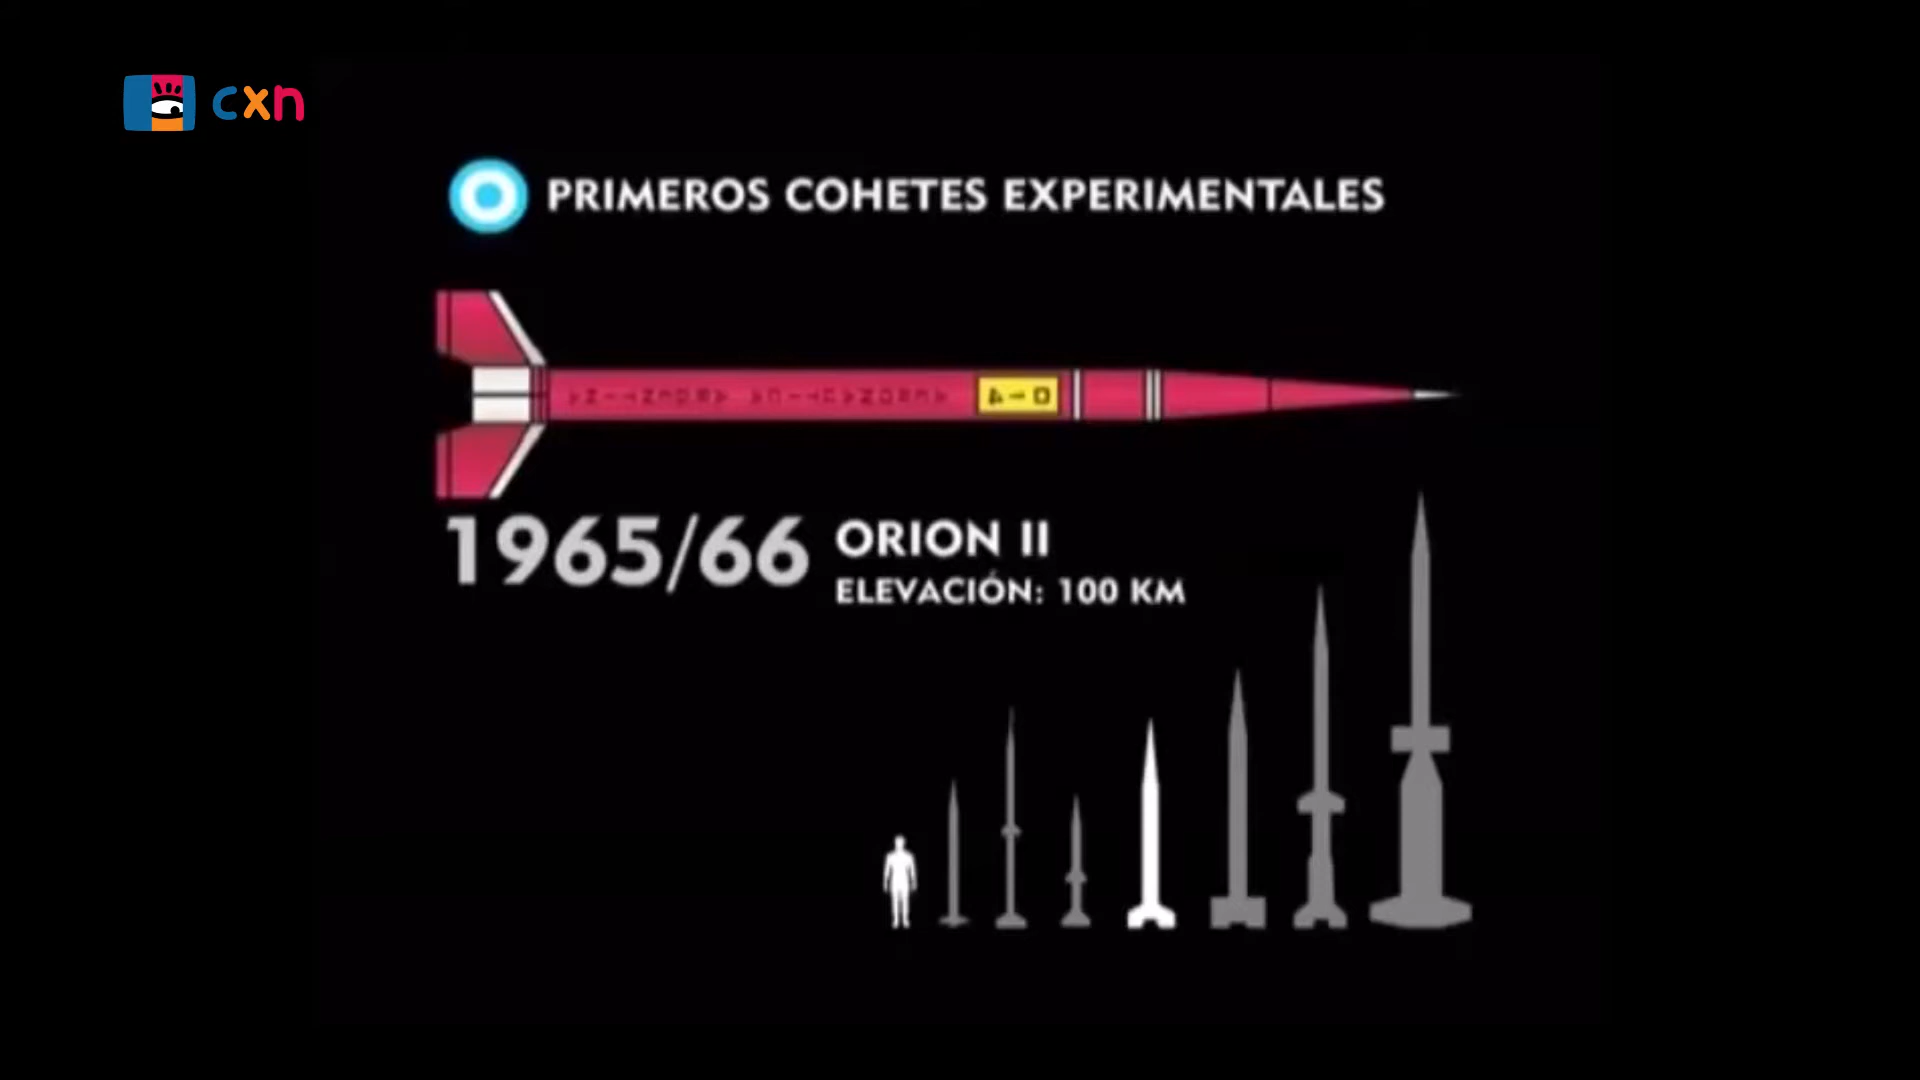 cxn
PRIMEROS COHETES EXPERIMENTALES
1965/66
ORION II
ELEVACIÓN: 100 KM